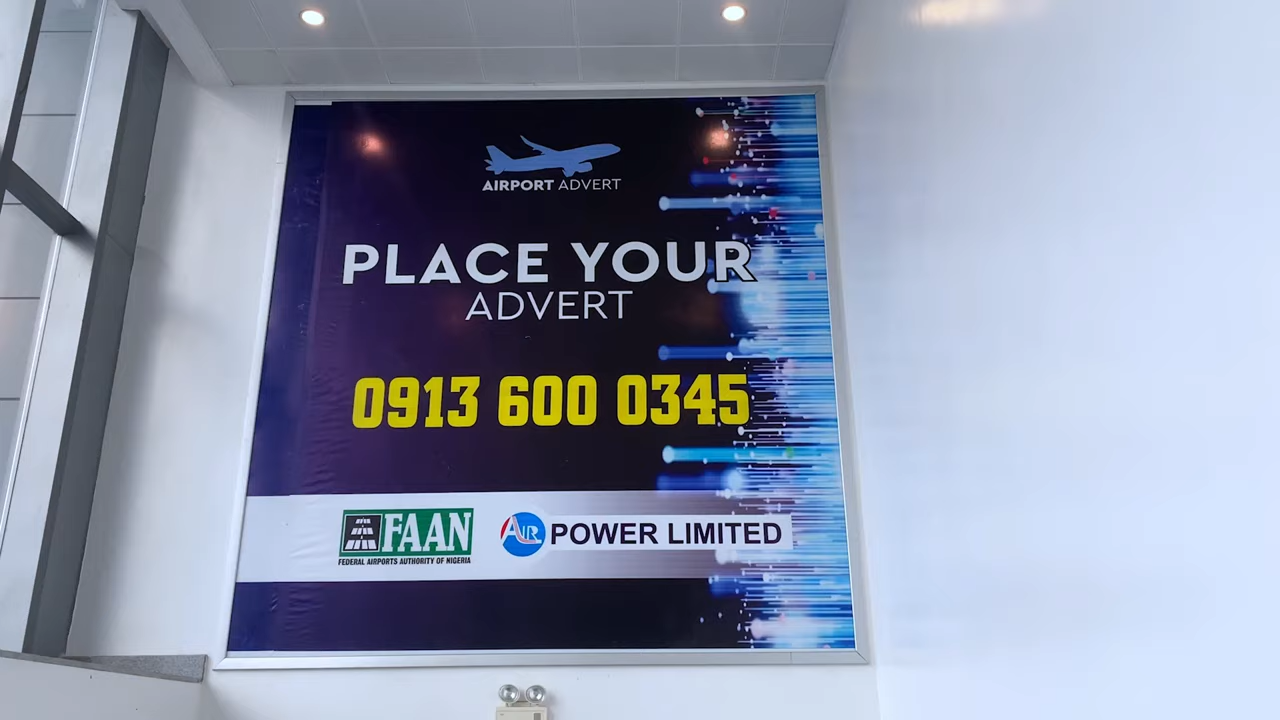 AIRPORT ADVERT
PLACE YOUR
ADVERT
0913 600 0345
FAAN
FEDERAL AIRPORTS AUTHORITY OF NIGERIA
AIR POWER LIMITED